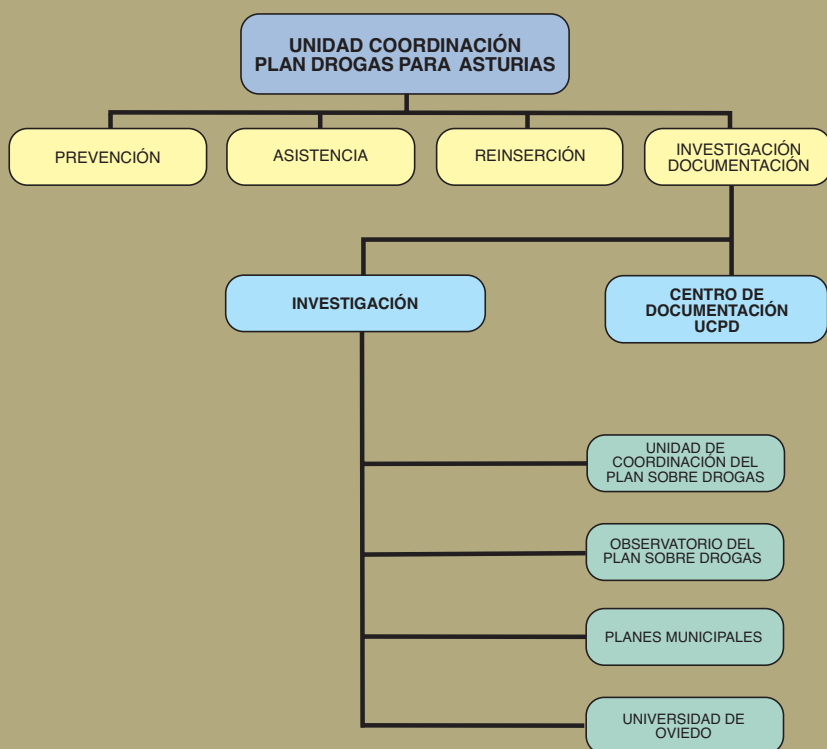 UNIDAD COORDINACIÓN
PLAN DROGAS PARA ASTURIAS
PREVENCIÓN
ASISTENCIA
REINSERCIÓN
INVESTIGACIÓN
DOCUMENTACIÓN
INVESTIGACIÓN
CENTRO DE
DOCUMENTACIÓN
UCPD
UNIDAD DE
COORDINACIÓN DEL
PLAN SOBRE DROGAS
OBSERVATORIO DEL
PLAN SOBRE DROGAS
PLANES MUNICIPALES
UNIVERSIDAD DE
OVIEDO